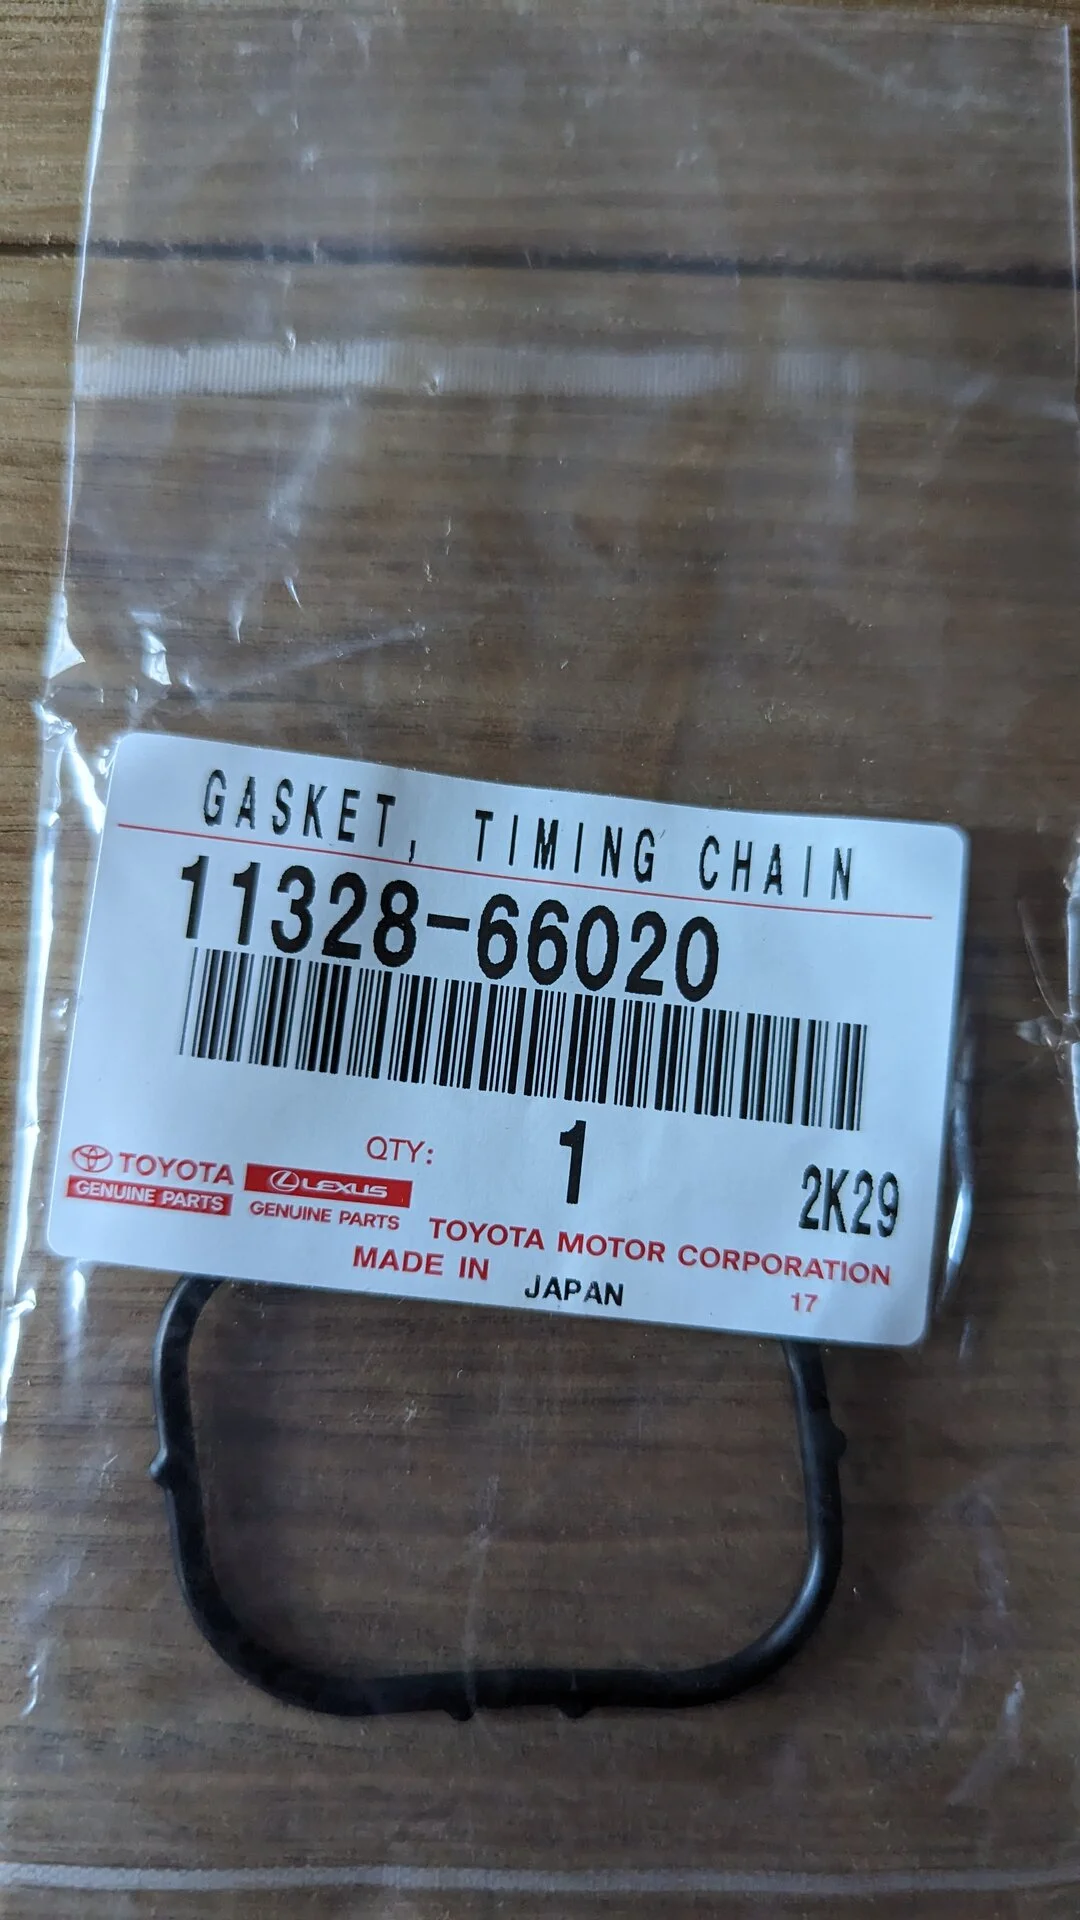 GASKET, TIMING CHAIN
11328-66020
QTY: 1
2K29
TOYOTA
GENUINE PARTS
LEXUS
GENUINE PARTS
TOYOTA MOTOR CORPORATION
MADE IN JAPAN
17